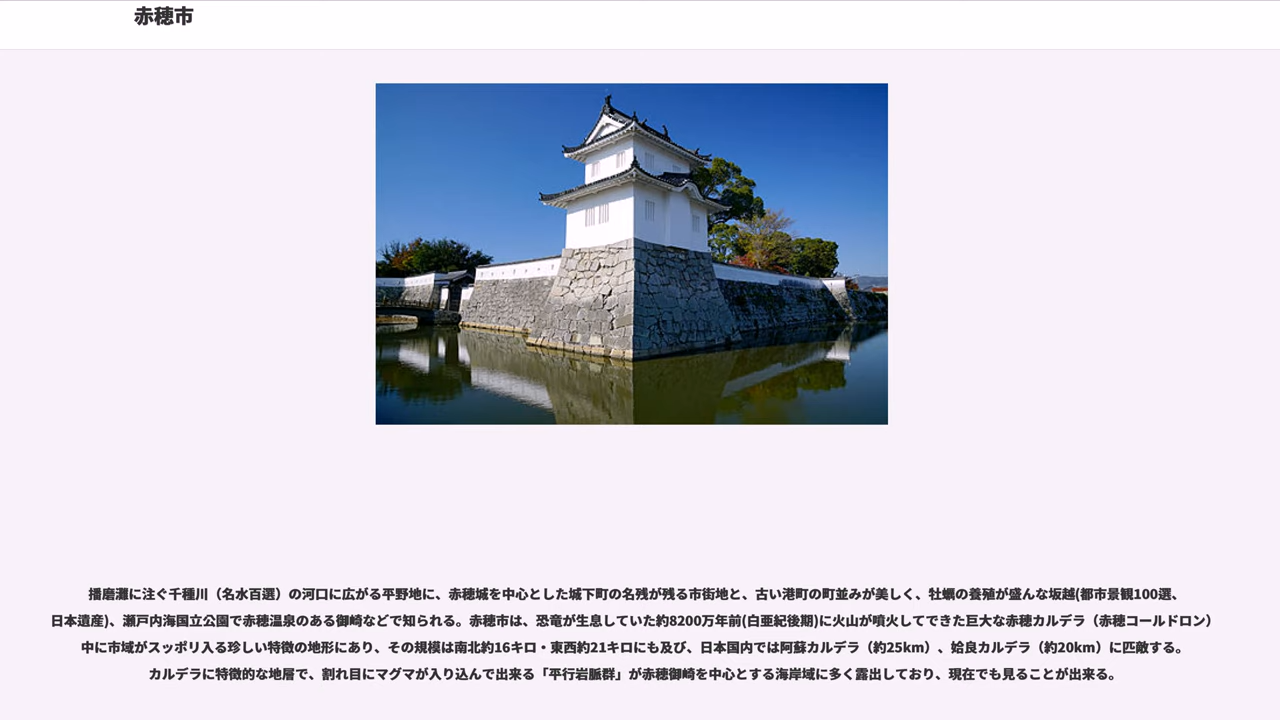 赤穂市
播磨灘に注ぐ千種川（名水百選）の河口に広がる平野地に、赤穂城を中心とした城下町の名残が残る市街地と、古い港町の町並みが美しく、牡蠣の養殖が盛んな坂越(都市景観100選、
日本遺産)、瀬戸内海国立公園で赤穂温泉のある御崎などで知られる。赤穂市は、恐竜が生息していた約8200万年前(白亜紀後期)に火山が噴火してできた巨大な赤穂カルデラ（赤穂コールドロン）
中に市域がスッポリ入る珍しい特徴の地形にあり、その規模は南北約16キロ・東西約21キロにも及び、日本国内では阿蘇カルデラ（約25km）、姶良カルデラ（約20km）に匹敵する。
カルデラに特徴的な地層で、割れ目にマグマが入り込んで出来る「平行岩脈群」が赤穂御崎を中心とする海岸域に多く露出しており、現在でも見ることが出来る。